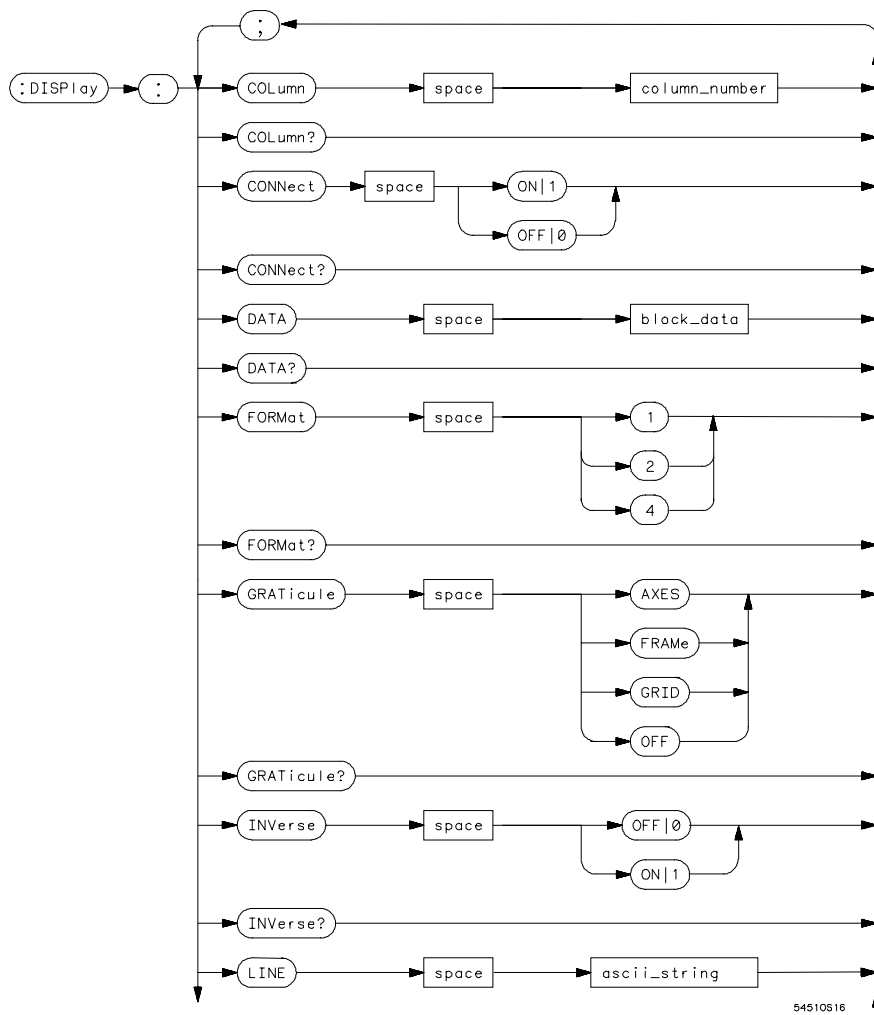 ;
:DISPlay : COLumn space column_number
COLumn?
CONNect space ON|1
OFF|0
CONNect?
DATA space block_data
DATA?
FORMat space 1
2
4
FORMat?
GRATicule space AXES
FRAMe
GRID
OFF
GRATicule?
INVerse space OFF|0
ON|1
INVerse?
LINE space ascii_string
54510S16